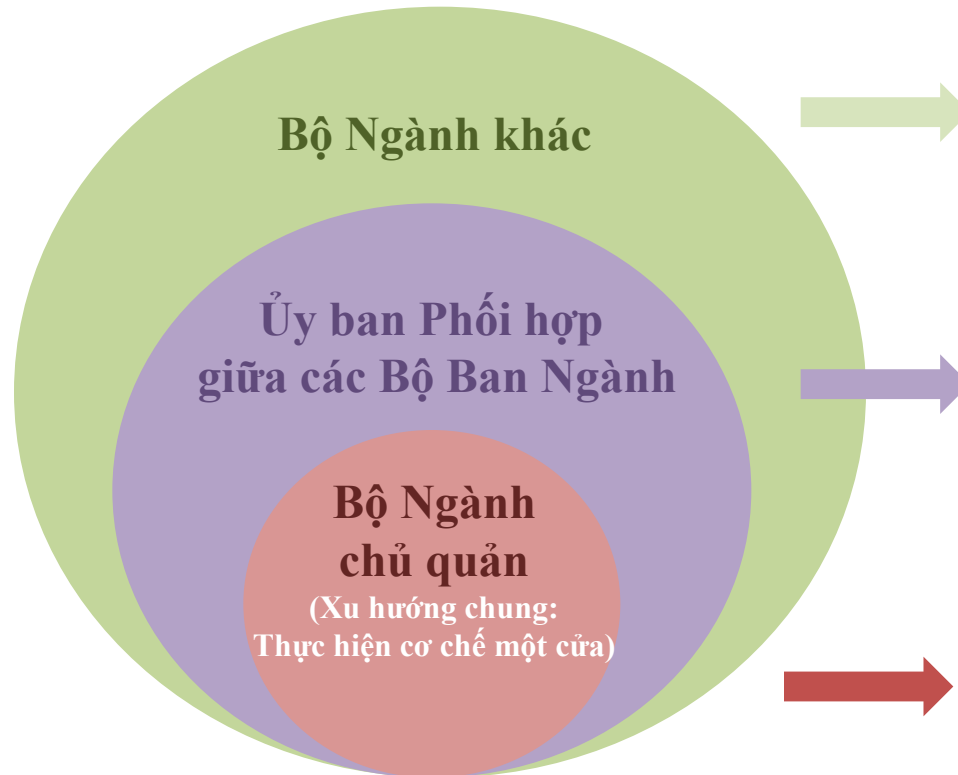 Bộ Ngành khác
Ủy ban Phối hợp
giữa các Bộ Ban Ngành
Bộ Ngành
chủ quản
(Xu hướng chung:
Thực hiện cơ chế một cửa)